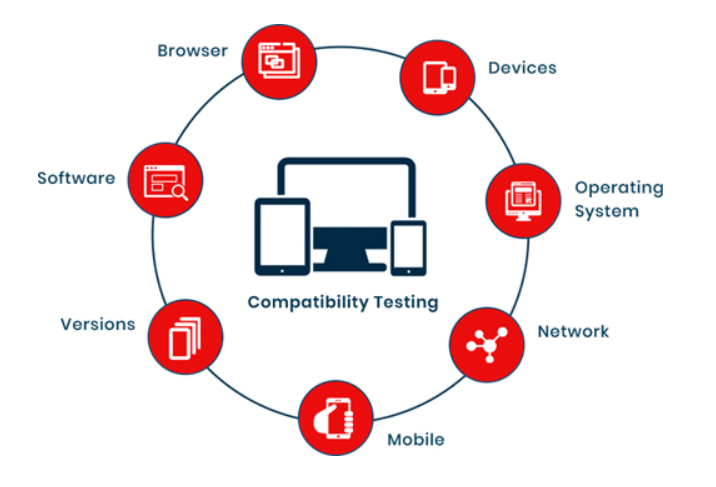 Browser
Devices
Software
Operating
System
Compatibility Testing
Versions
Network
Mobile